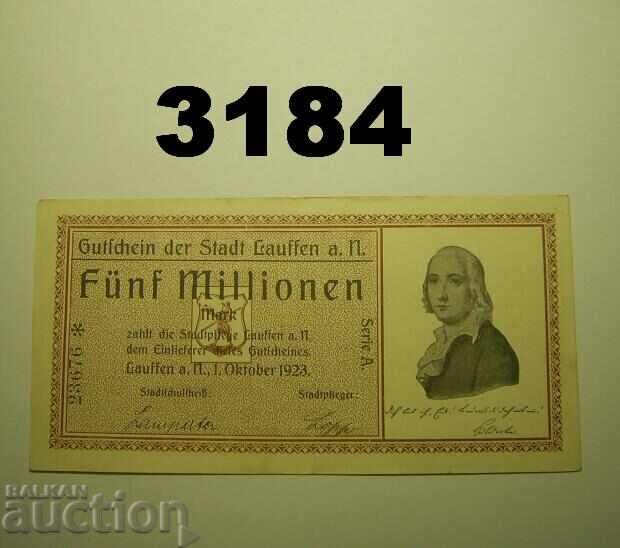 3184
Gutschein der Stadt Lauffen a. N.
Fünf Millionen
Mark
zahlt die Stadtpflege Lauffen a. N
dem Einlieferer dieses Gutscheines.
Lauffen a. N., 1. Oktober 1923.
Stadtschultheiß: Stadtpfleger:
Serie A.
23676 *
BALKAN
auction